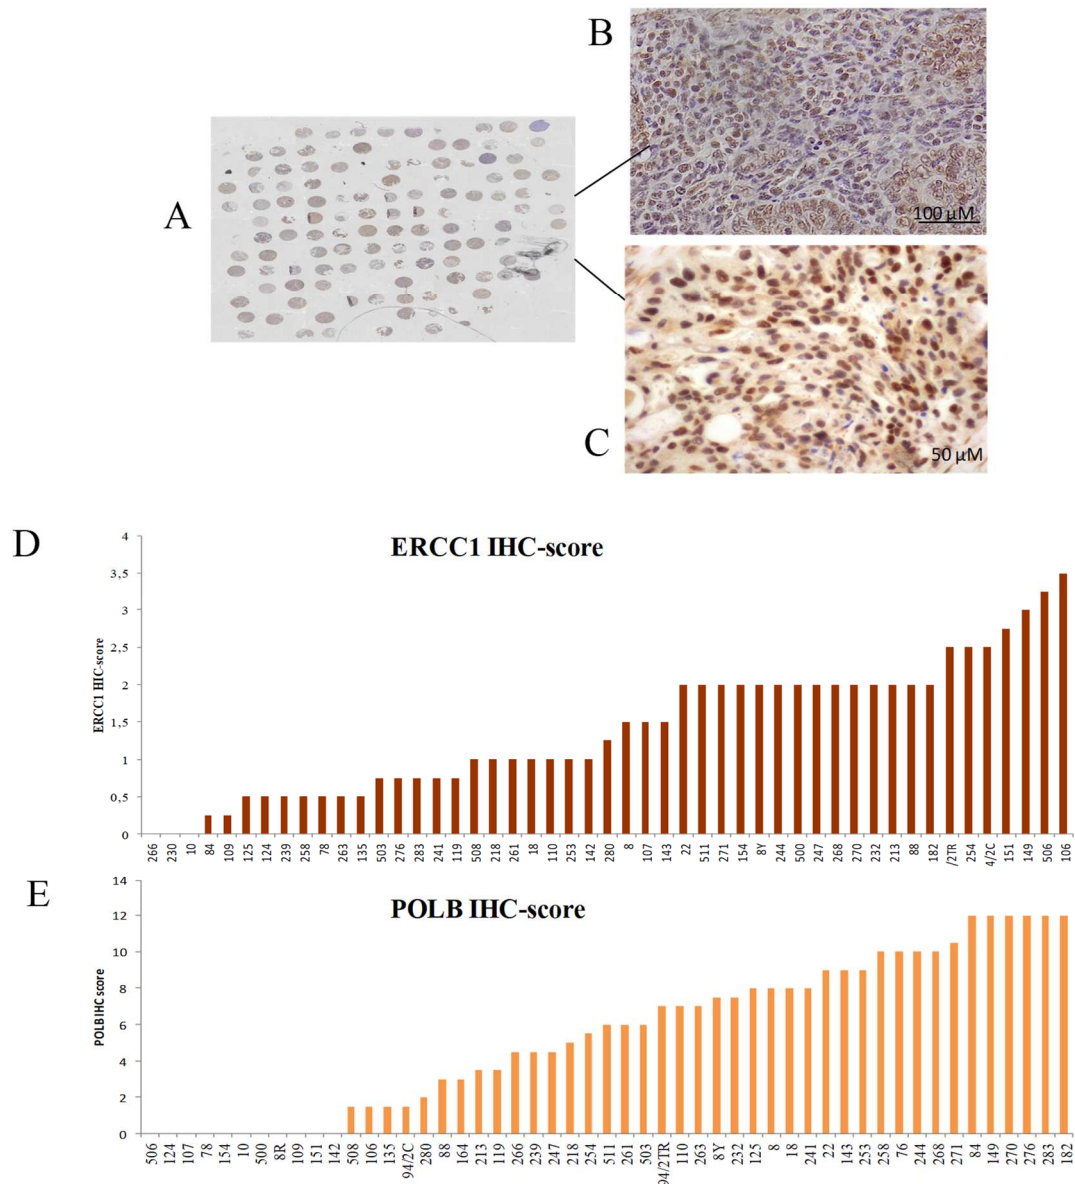 B
A
100 µM
C
50 µM
D
ERCC1 IHC-score
ERCC1 HIC-score
4
3,5
3
2,5
2
1,5
1
0,5
0
266 230 10 84 109 125 124 239 258 78 263 135 503 276 283 241 119 508 218 261 18 110 253 142 280 8 107 143 22 511 271 154 8Y 244 500 247 268 270 232 213 88 182 /2TR 254 4/2C 151 149 506 106
E
POLB IHC-score
POLB IHC score
14
12
10
8
6
4
2
0
506 124 107 78 154 10 500 8R 109 151 142 508 106 135 94/2C 280 88 164 213 119 266 239 247 218 254 511 261 503 94/2TR 110 263 8Y 232 125 8 18 241 22 143 253 258 76 244 268 271 84 149 270 276 283 182